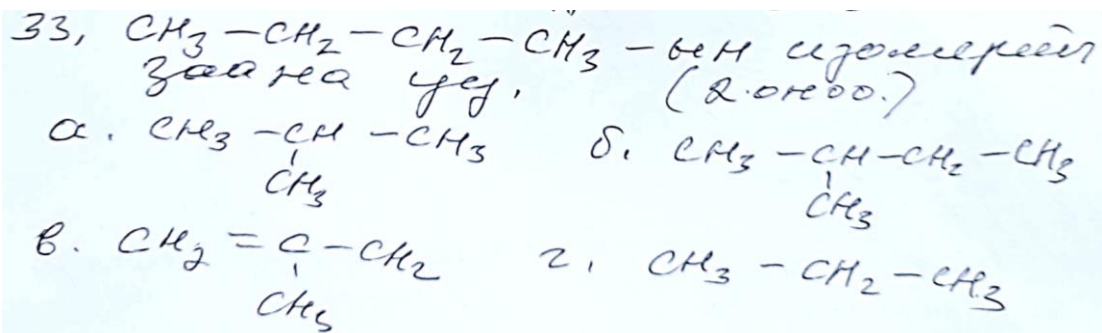 33, CH₃ – CH₂ – CH₂ – CH₃ – ын изомерийг
заана уу. (2 оноо.)
а. CH₃ – CH – CH₃ б. CH₃ – CH – CH₂ – CH₃
CH₃ CH₃
в. CH₂ = C – CH₂ г. CH₃ – CH₂ – CH₃
CH₃